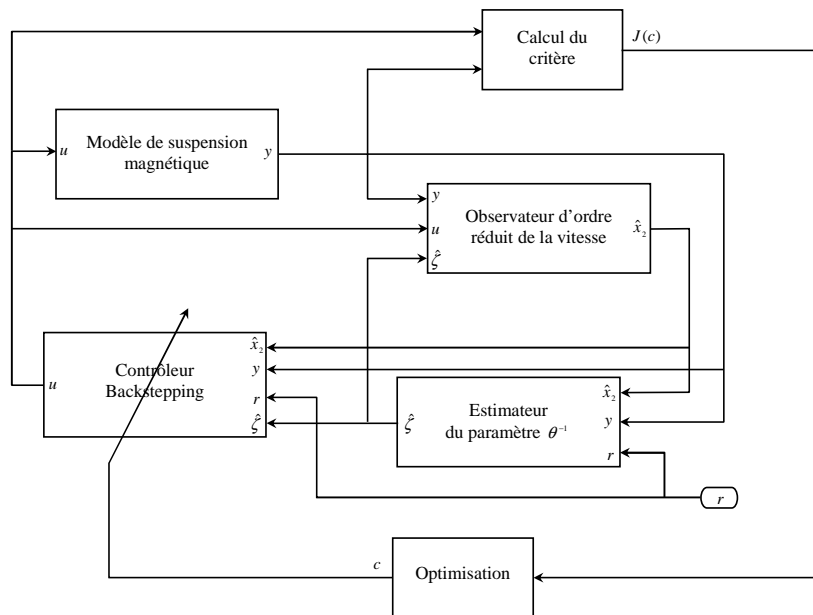 Calcul du
critère
J(c)
Modèle de suspension
magnétique
u
y
y
u
ζ̂
Observateur d'ordre
réduit de la vitesse
x̂₂
Contrôleur
Backstepping
u
x̂₂
y
r
ζ̂
ζ̂
Estimateur
du paramètre θ⁻¹
x̂₂
y
r
r
c
Optimisation